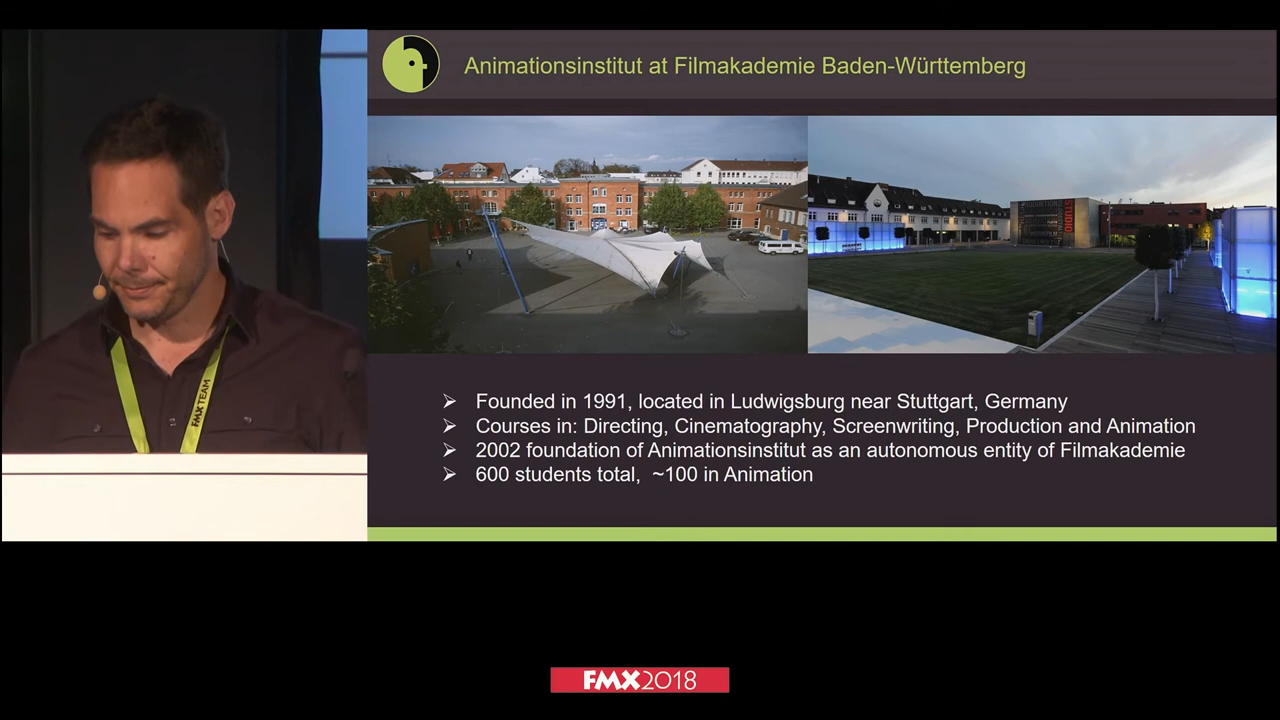 Animationsinstitut at Filmakademie Baden-Württemberg
STUDIO
FMX TEAM
Founded in 1991, located in Ludwigsburg near Stuttgart, Germany
Courses in: Directing, Cinematography, Screenwriting, Production and Animation
2002 foundation of Animationsinstitut as an autonomous entity of Filmakademie
600 students total, ~100 in Animation
FMX2018